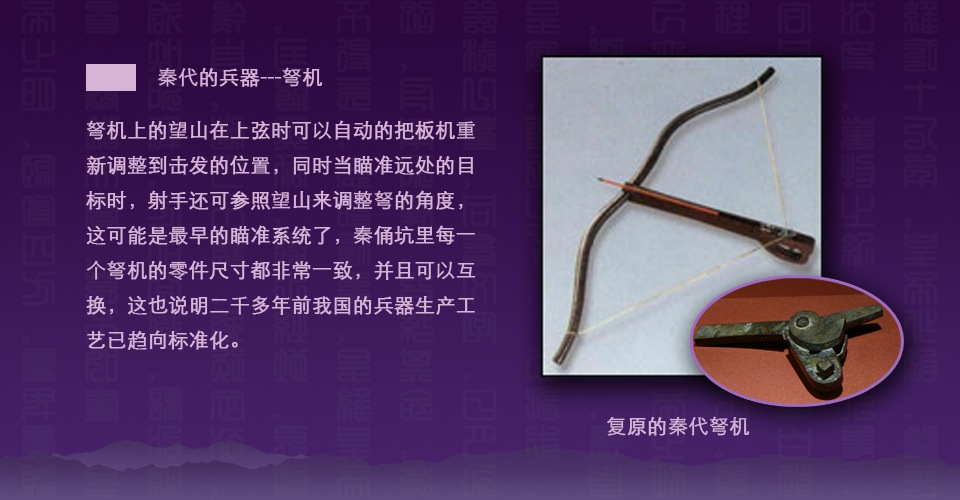 秦代的兵器---弩机
弩机上的望山在上弦时可以自动的把板机重
新调整到击发的位置，同时当瞄准远处的目
标时，射手还可参照望山来调整弩的角度，
这可能是最早的瞄准系统了，秦俑坑里每一
个弩机的零件尺寸都非常一致，并且可以互
换，这也说明二千多年前我国的兵器生产工
艺已趋向标准化。
复原的秦代弩机